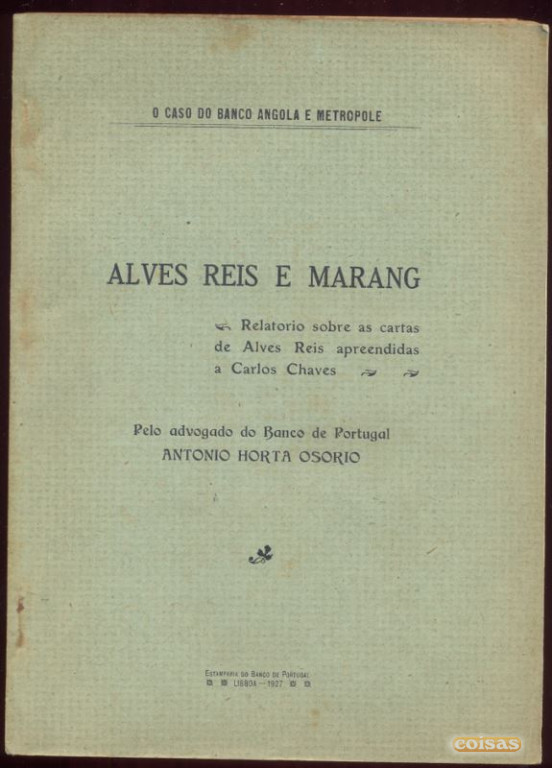 O CASO DO BANCO ANGOLA E METROPOLE
ALVES REIS E MARANG
Relatorio sobre as cartas
de Alves Reis apreendidas
a Carlos Chaves
Pelo advogado do Banco de Portugal
ANTONIO HORTA OSORIO
ESTAMPARIA DO BANCO DE PORTUGAL
LISBOA—1927
coisas